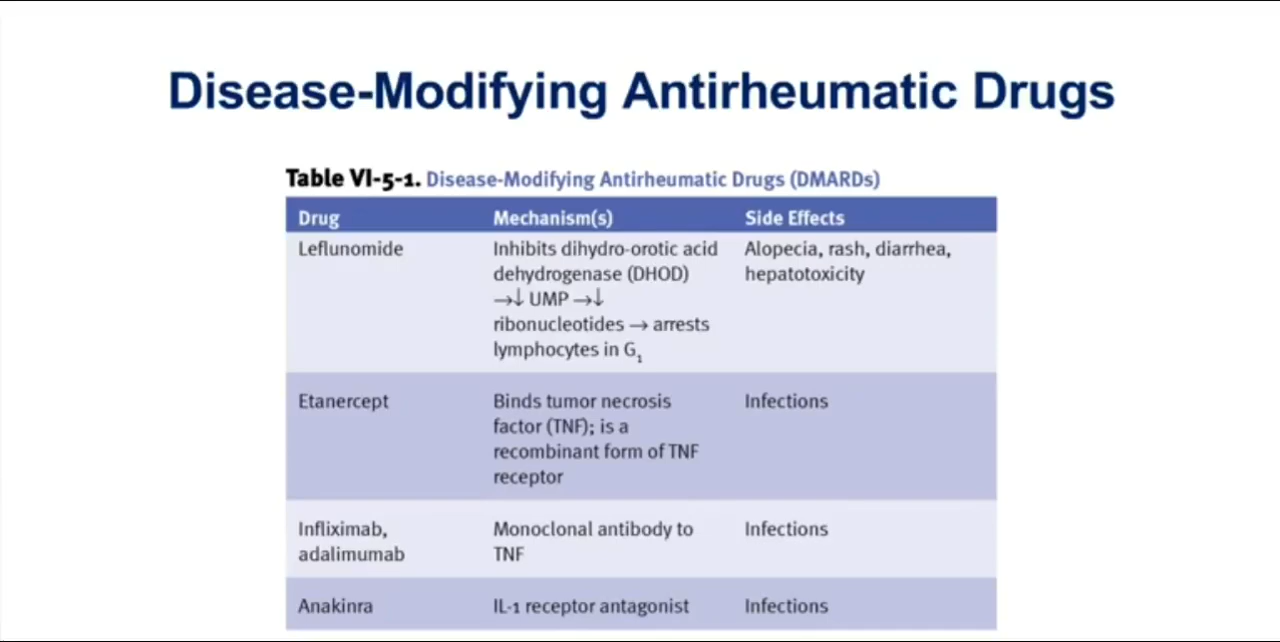 Disease-Modifying Antirheumatic Drugs
Table VI-5-1. Disease-Modifying Antirheumatic Drugs (DMARDs)
Drug Mechanism(s) Side Effects
Leflunomide Inhibits dihydro-orotic acid Alopecia, rash, diarrhea,
dehydrogenase (DHOD) hepatotoxicity
→↓ UMP →↓
ribonucleotides → arrests
lymphocytes in G₁
Etanercept Binds tumor necrosis Infections
factor (TNF); is a
recombinant form of TNF
receptor
Infliximab, Monoclonal antibody to Infections
adalimumab TNF
Anakinra IL-1 receptor antagonist Infections